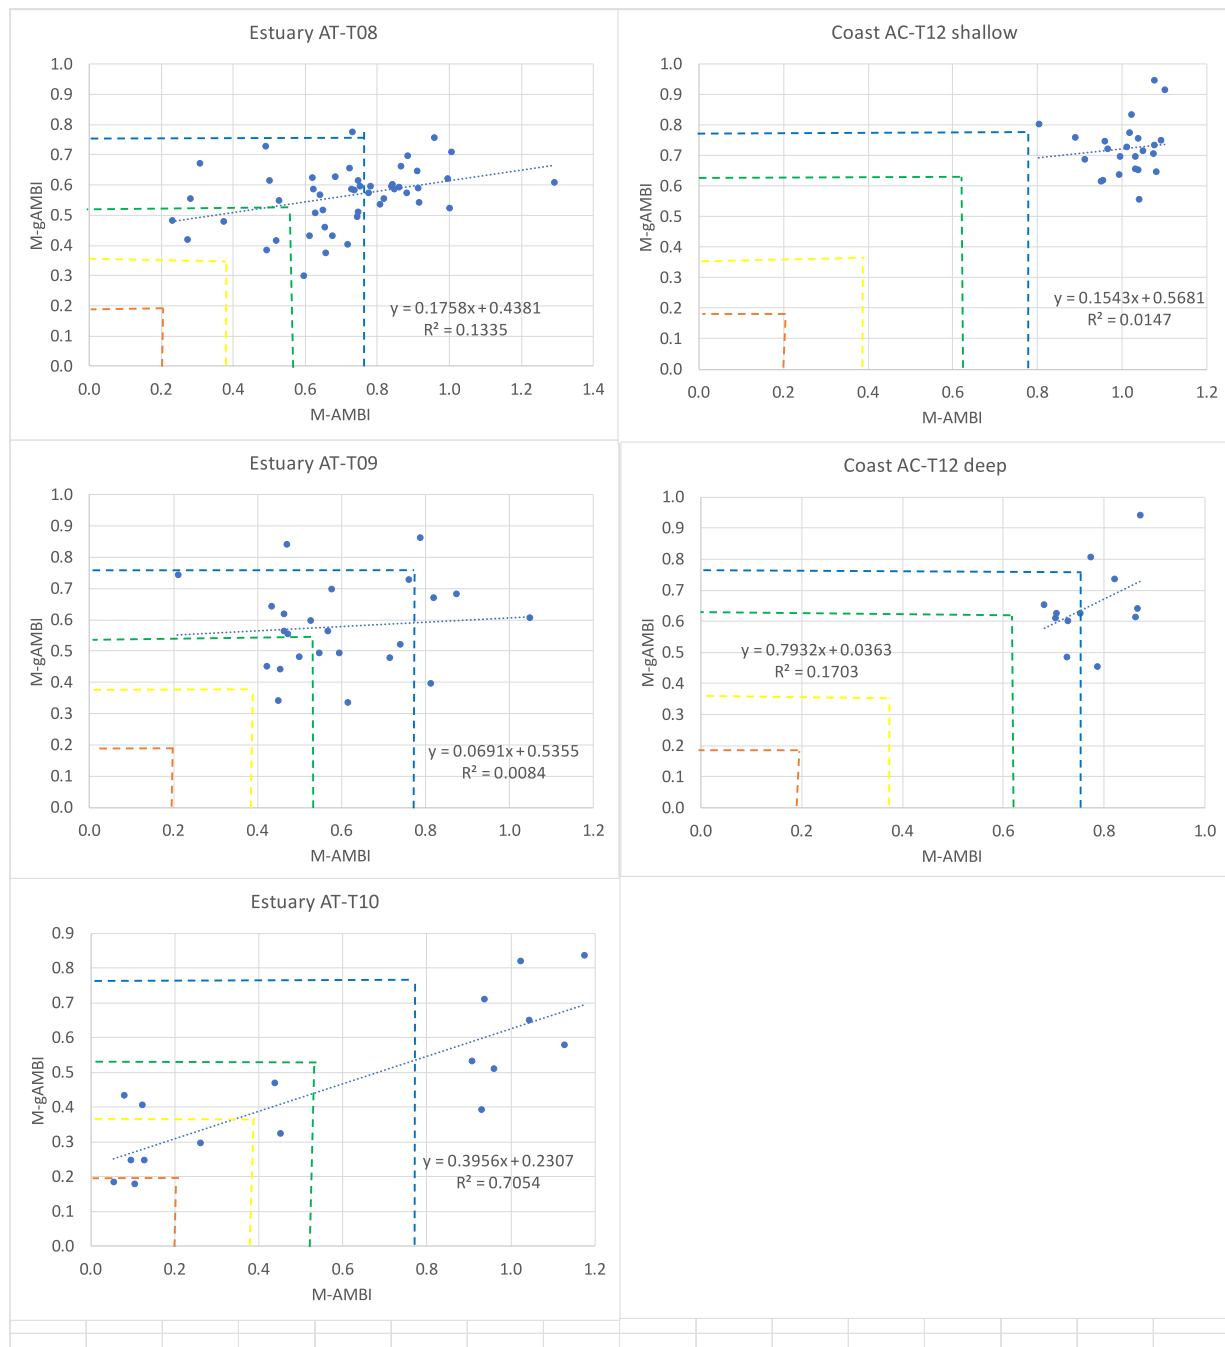 Estuary AT-T08
1.0
0.9
0.8
0.7
0.6
0.5
0.4
0.3
0.2
0.1
0.0
M-gAMBI
y = 0.1758x + 0.4381
R² = 0.1335
0.0 0.2 0.4 0.6 0.8 1.0 1.2 1.4
M-AMBI
Coast AC-T12 shallow
1.0
0.9
0.8
0.7
0.6
0.5
0.4
0.3
0.2
0.1
0.0
M-gAMBI
y = 0.1543x + 0.5681
R² = 0.0147
0.0 0.2 0.4 0.6 0.8 1.0 1.2
M-AMBI
Estuary AT-T09
1.0
0.9
0.8
0.7
0.6
0.5
0.4
0.3
0.2
0.1
0.0
M-gAMBI
y = 0.0691x + 0.5355
R² = 0.0084
0.0 0.2 0.4 0.6 0.8 1.0 1.2
M-AMBI
Coast AC-T12 deep
1.0
0.9
0.8
0.7
0.6
0.5
0.4
0.3
0.2
0.1
0.0
M-gAMBI
y = 0.7932x + 0.0363
R² = 0.1703
0.0 0.2 0.4 0.6 0.8 1.0
M-AMBI
Estuary AT-T10
0.9
0.8
0.7
0.6
0.5
0.4
0.3
0.2
0.1
0.0
M-gAMBI
y = 0.3956x + 0.2307
R² = 0.7054
0.0 0.2 0.4 0.6 0.8 1.0 1.2
M-AMBI